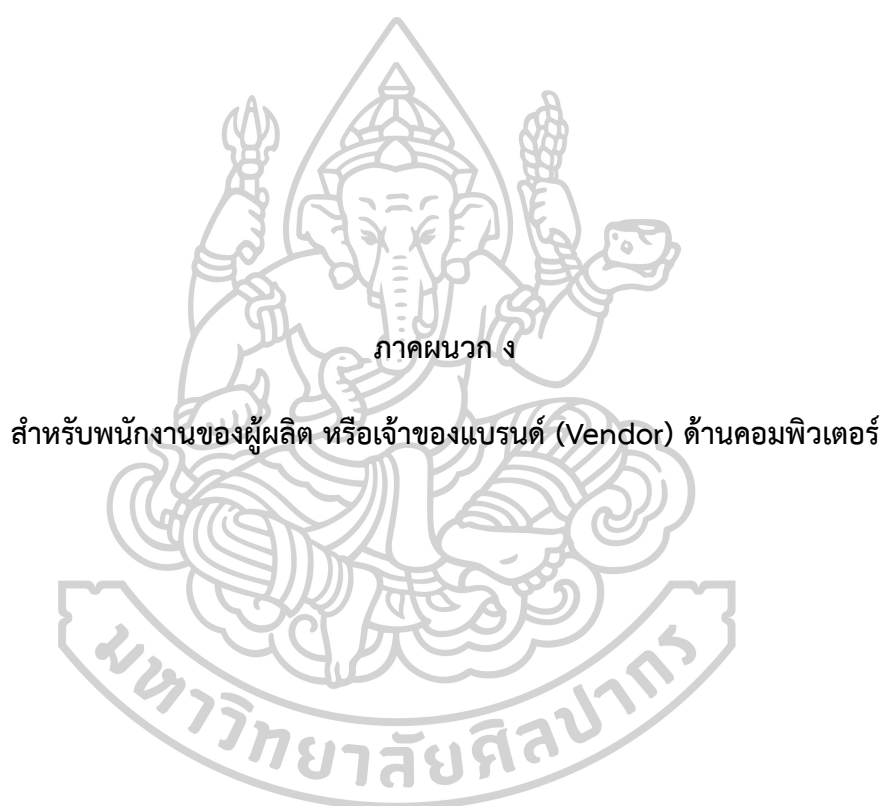 ภาคผนวก ง
สำหรับพนักงานของผู้ผลิต หรือเจ้าของแบรนด์ (Vendor) ด้านคอมพิวเตอร์
มหาวิทยาลัยศิลปากร